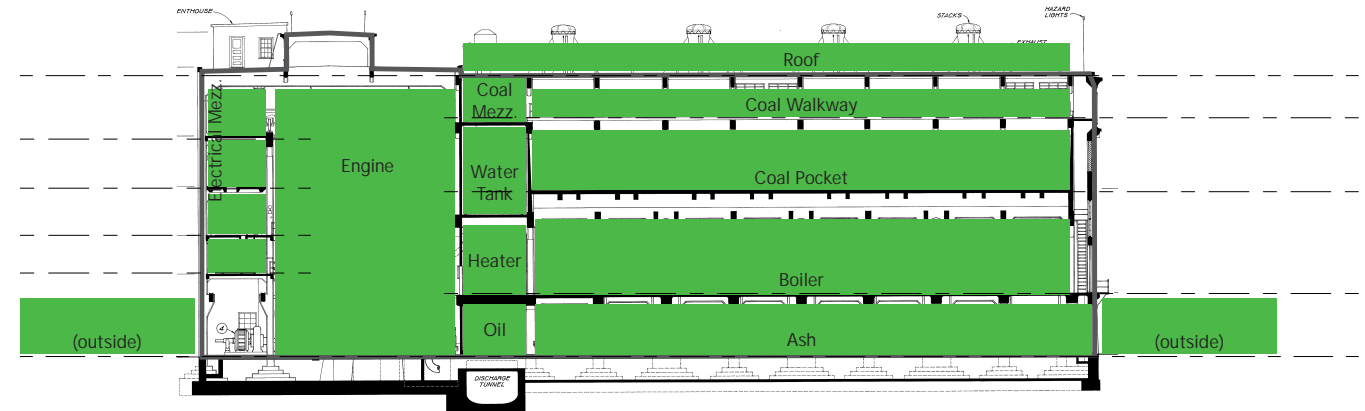 ENTHOUSE
STACKS
HAZARD
LIGHTS
EXHAUST
Roof
Electrical Mezz.
Coal
Mezz.
Coal Walkway
Engine
Water
Tank
Coal Pocket
Heater
Boiler
(outside)
4
Oil
Ash
(outside)
DISCHARGE
TUNNEL